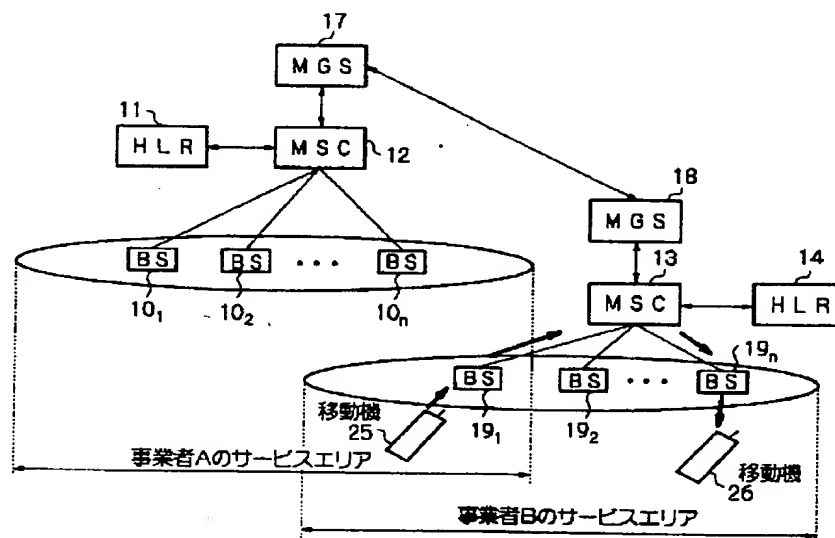 17
MGS
11
HLR
MSC
12
18
MGS
13
14
MSC
HLR
BS
BS
・・・
BS
10₁
10₂
10ₙ
19ₙ
BS
BS
・・・
BS
移動機
25
19₁
19₂
移動機
26
事業者Aのサービスエリア
事業者Bのサービスエリア